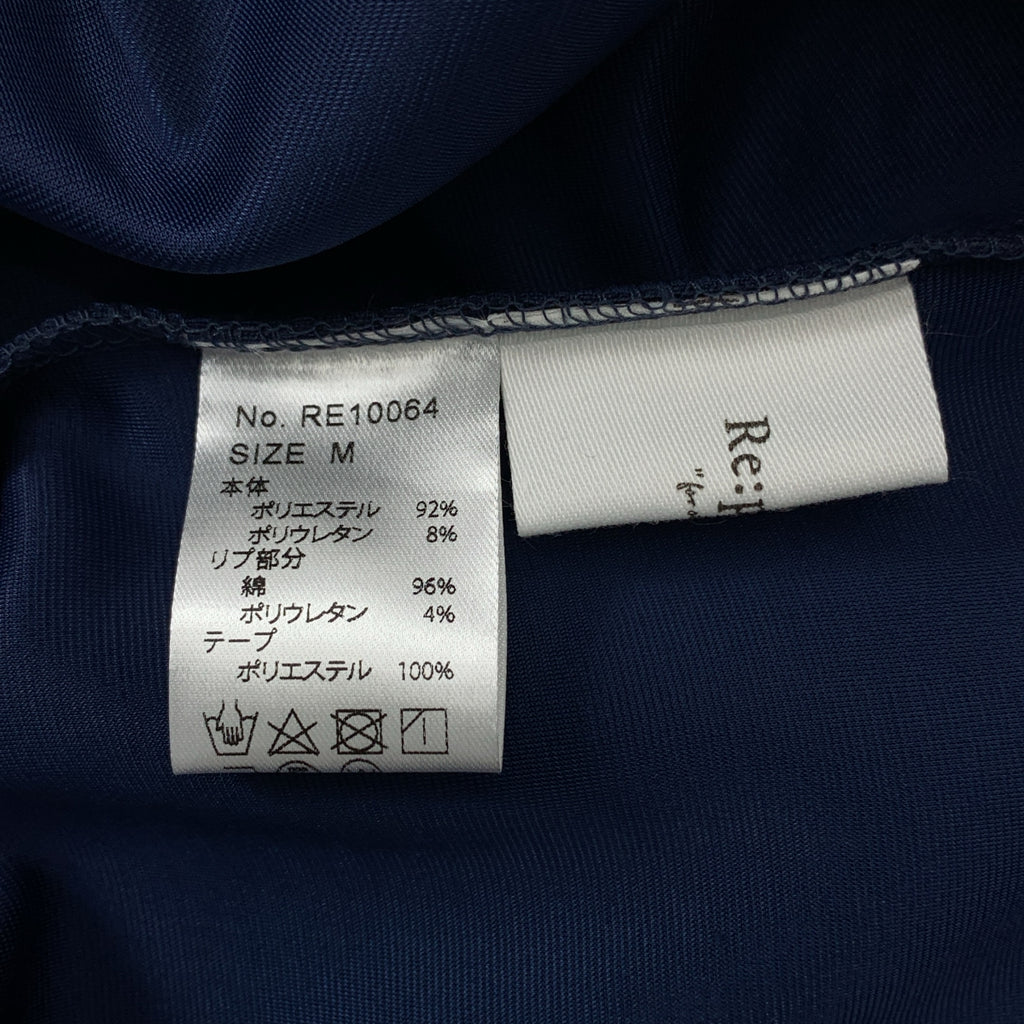 No. RE10064
SIZE M
本体
ポリエステル 92%
ポリウレタン 8%
リブ部分
綿 96%
ポリウレタン 4%
テープ
ポリエステル 100%
Re:
"for